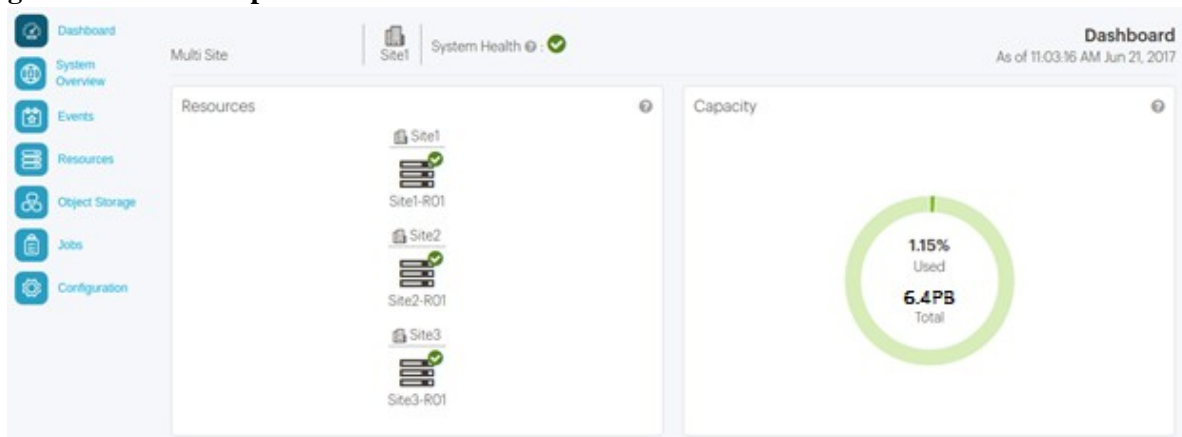 Dashboard
System
Overview
Events
Resources
Object Storage
Jobs
Configuration
Multi Site
Site1
System Health ? :
Dashboard
As of 11:03:16 AM Jun 21, 2017
Resources ?
Site1
Site1-R01
Site2
Site2-R01
Site3
Site3-R01
Capacity ?
1.15%
Used
6.4PB
Total